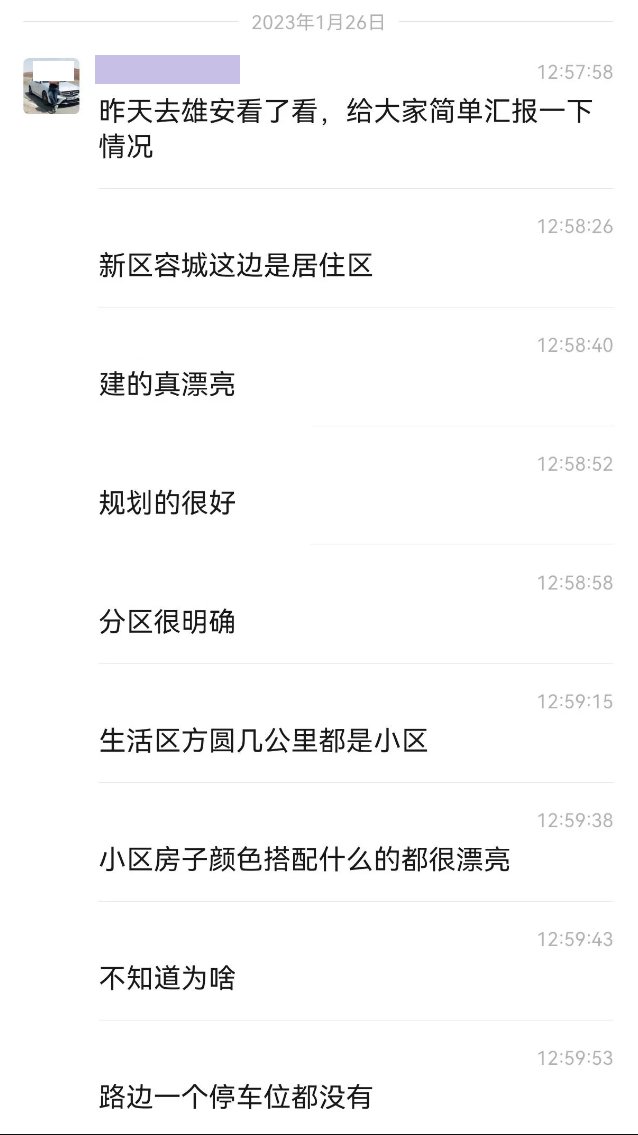 2023年1月26日
12:57:58
昨天去雄安看了看，给大家简单汇报一下
情况
12:58:26
新区容城这边是居住区
12:58:40
建的真漂亮
12:58:52
规划的很好
12:58:58
分区很明确
12:59:15
生活区方圆几公里都是小区
12:59:38
小区房子颜色搭配什么的都很漂亮
12:59:43
不知道为啥
12:59:53
路边一个停车位都没有